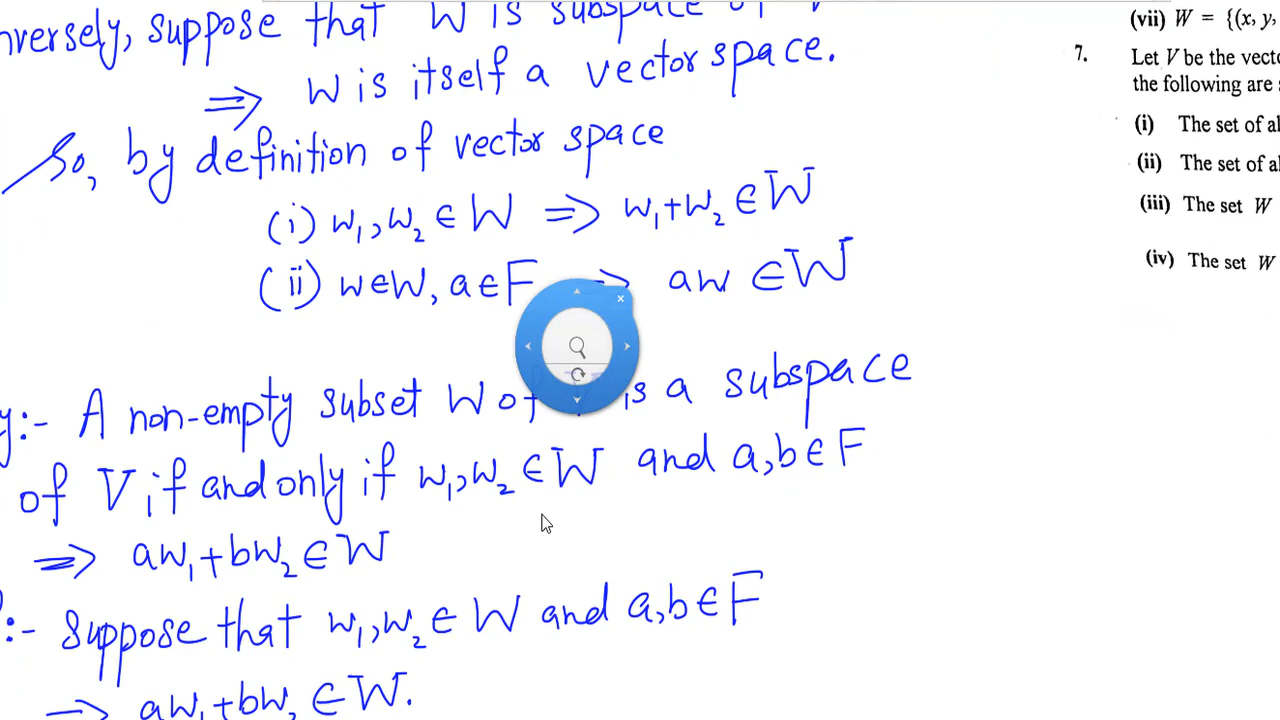 nversely, suppose that W is subspace of V
⇒ W is itself a vector space.
So, by definition of vector space
(i) w₁, w₂ ∈ W ⇒ w₁+w₂ ∈ W
(ii) w∈W, a∈F ⇒ aw ∈ W
y:- A non-empty subset W of V is a subspace
of V if and only if w₁, w₂ ∈ W and a, b ∈ F
⇒ aw₁+bw₂ ∈ W
:- Suppose that w₁, w₂ ∈ W and a, b ∈ F
⇒ aw₁+bw₂ ∈ W.
(vii) W = {(x, y,
7. Let V be the vect
the following are
(i) The set of al
(ii) The set of al
(iii) The set W
(iv) The set W